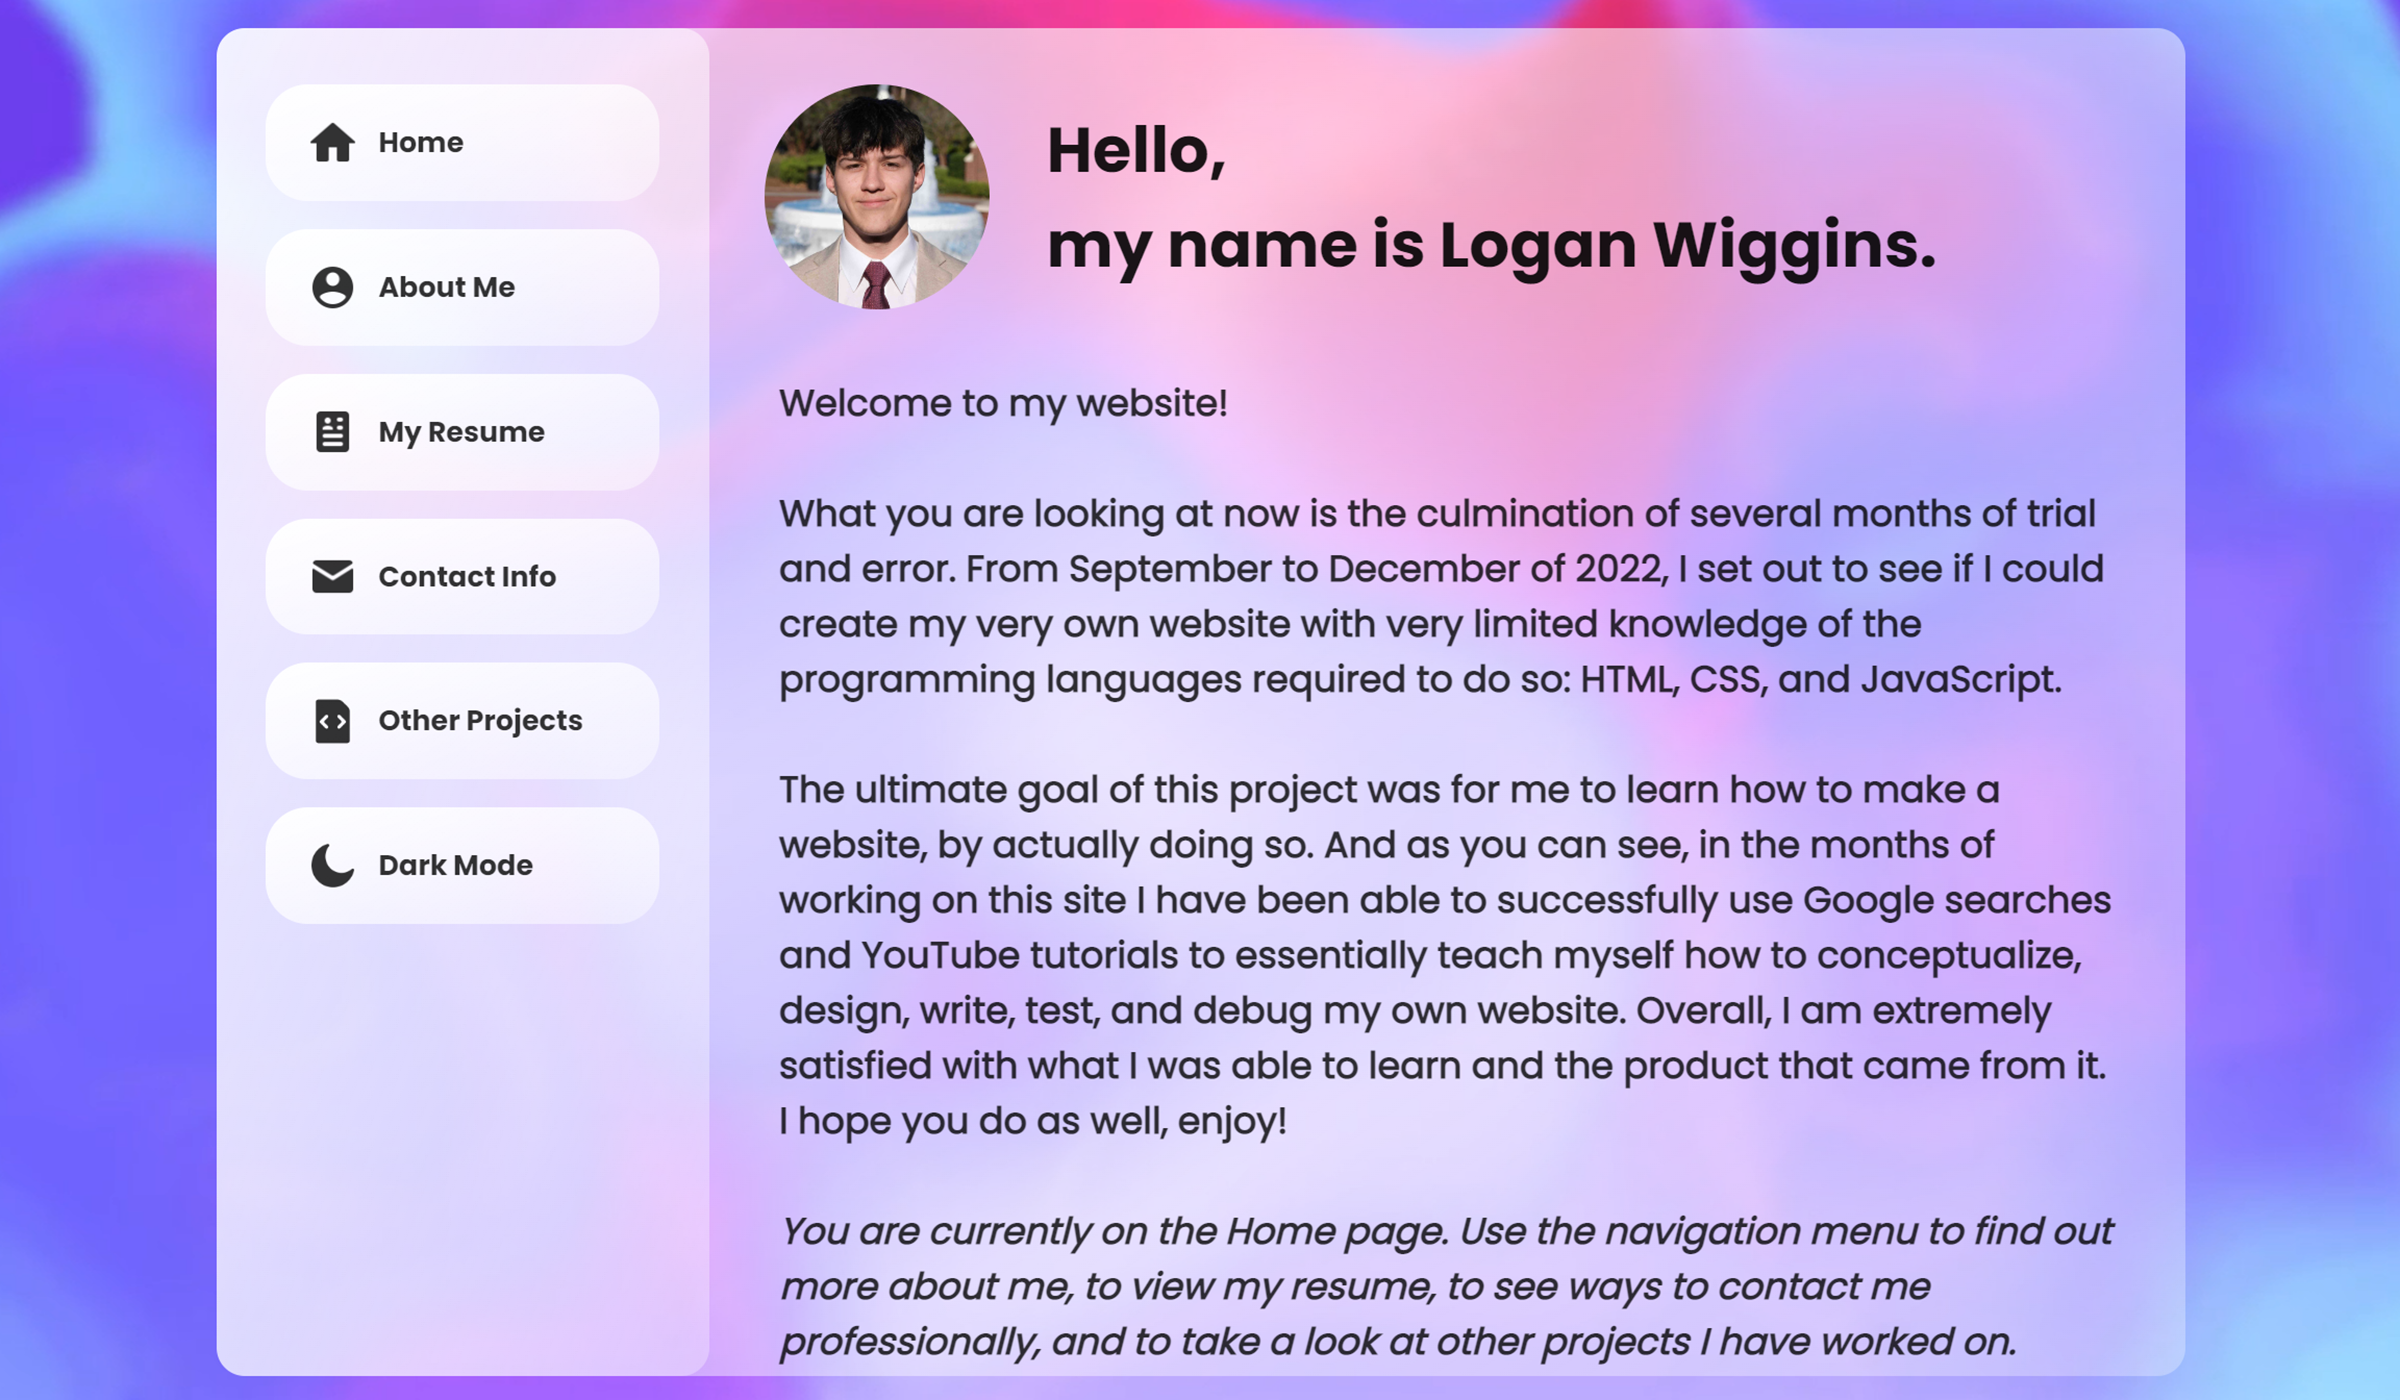 Home
About Me
My Resume
Contact Info
Other Projects
Dark Mode
Hello,
my name is Logan Wiggins.
Welcome to my website!
What you are looking at now is the culmination of several months of trial
and error. From September to December of 2022, I set out to see if I could
create my very own website with very limited knowledge of the
programming languages required to do so: HTML, CSS, and JavaScript.
The ultimate goal of this project was for me to learn how to make a
website, by actually doing so. And as you can see, in the months of
working on this site I have been able to successfully use Google searches
and YouTube tutorials to essentially teach myself how to conceptualize,
design, write, test, and debug my own website. Overall, I am extremely
satisfied with what I was able to learn and the product that came from it.
I hope you do as well, enjoy!
You are currently on the Home page. Use the navigation menu to find out
more about me, to view my resume, to see ways to contact me
professionally, and to take a look at other projects I have worked on.